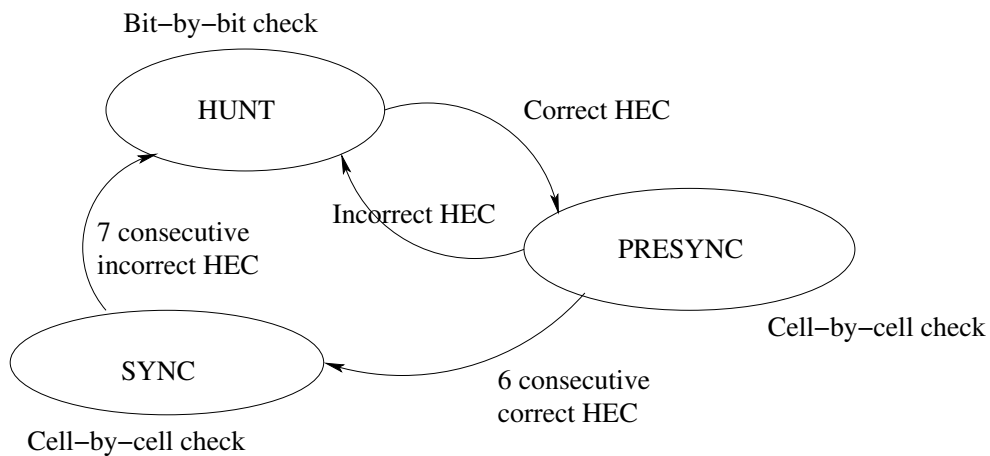 Bit−by−bit check
HUNT
Correct HEC
Incorrect HEC
7 consecutive
incorrect HEC
PRESYNC
Cell−by−cell check
SYNC
6 consecutive
correct HEC
Cell−by−cell check